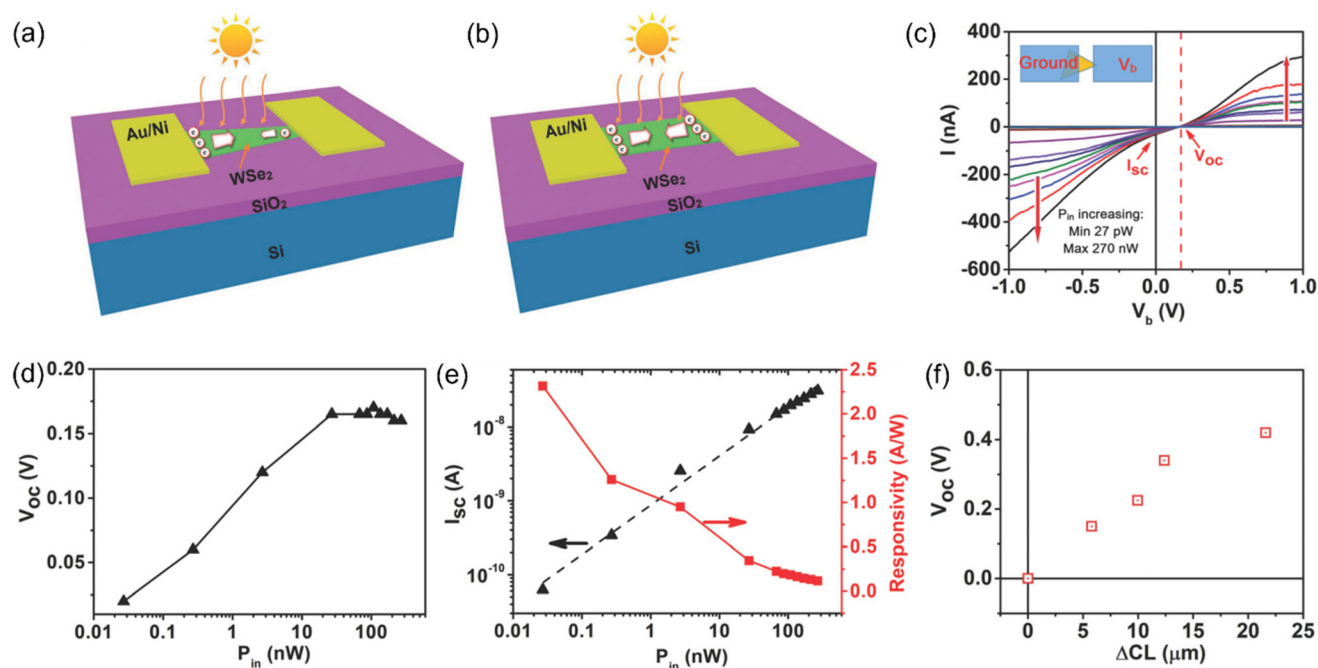 (a)
Au/Ni
e
e
e
e
WSe2
SiO2
Si
(b)
Au/Ni
e
e
e
e
e
e
WSe2
SiO2
Si
(c)
400
200
0
-200
-400
-600
I (nA)
Ground
Vb
Isc
Voc
Pin increasing:
Min 27 pW
Max 270 nW
-1.0 -0.5 0.0 0.5 1.0
Vb (V)
(d)
0.20
0.15
0.10
0.05
VOC (V)
0.01 0.1 1 10 100
Pin (nW)
(e)
10-8
10-9
10-10
ISC (A)
2.5
2.0
1.5
1.0
0.5
0.0
Responsivity (A/W)
0.01 0.1 1 10 100
Pin (nW)
(f)
0.6
0.4
0.2
0.0
VOC (V)
0 5 10 15 20 25
ΔCL (μm)